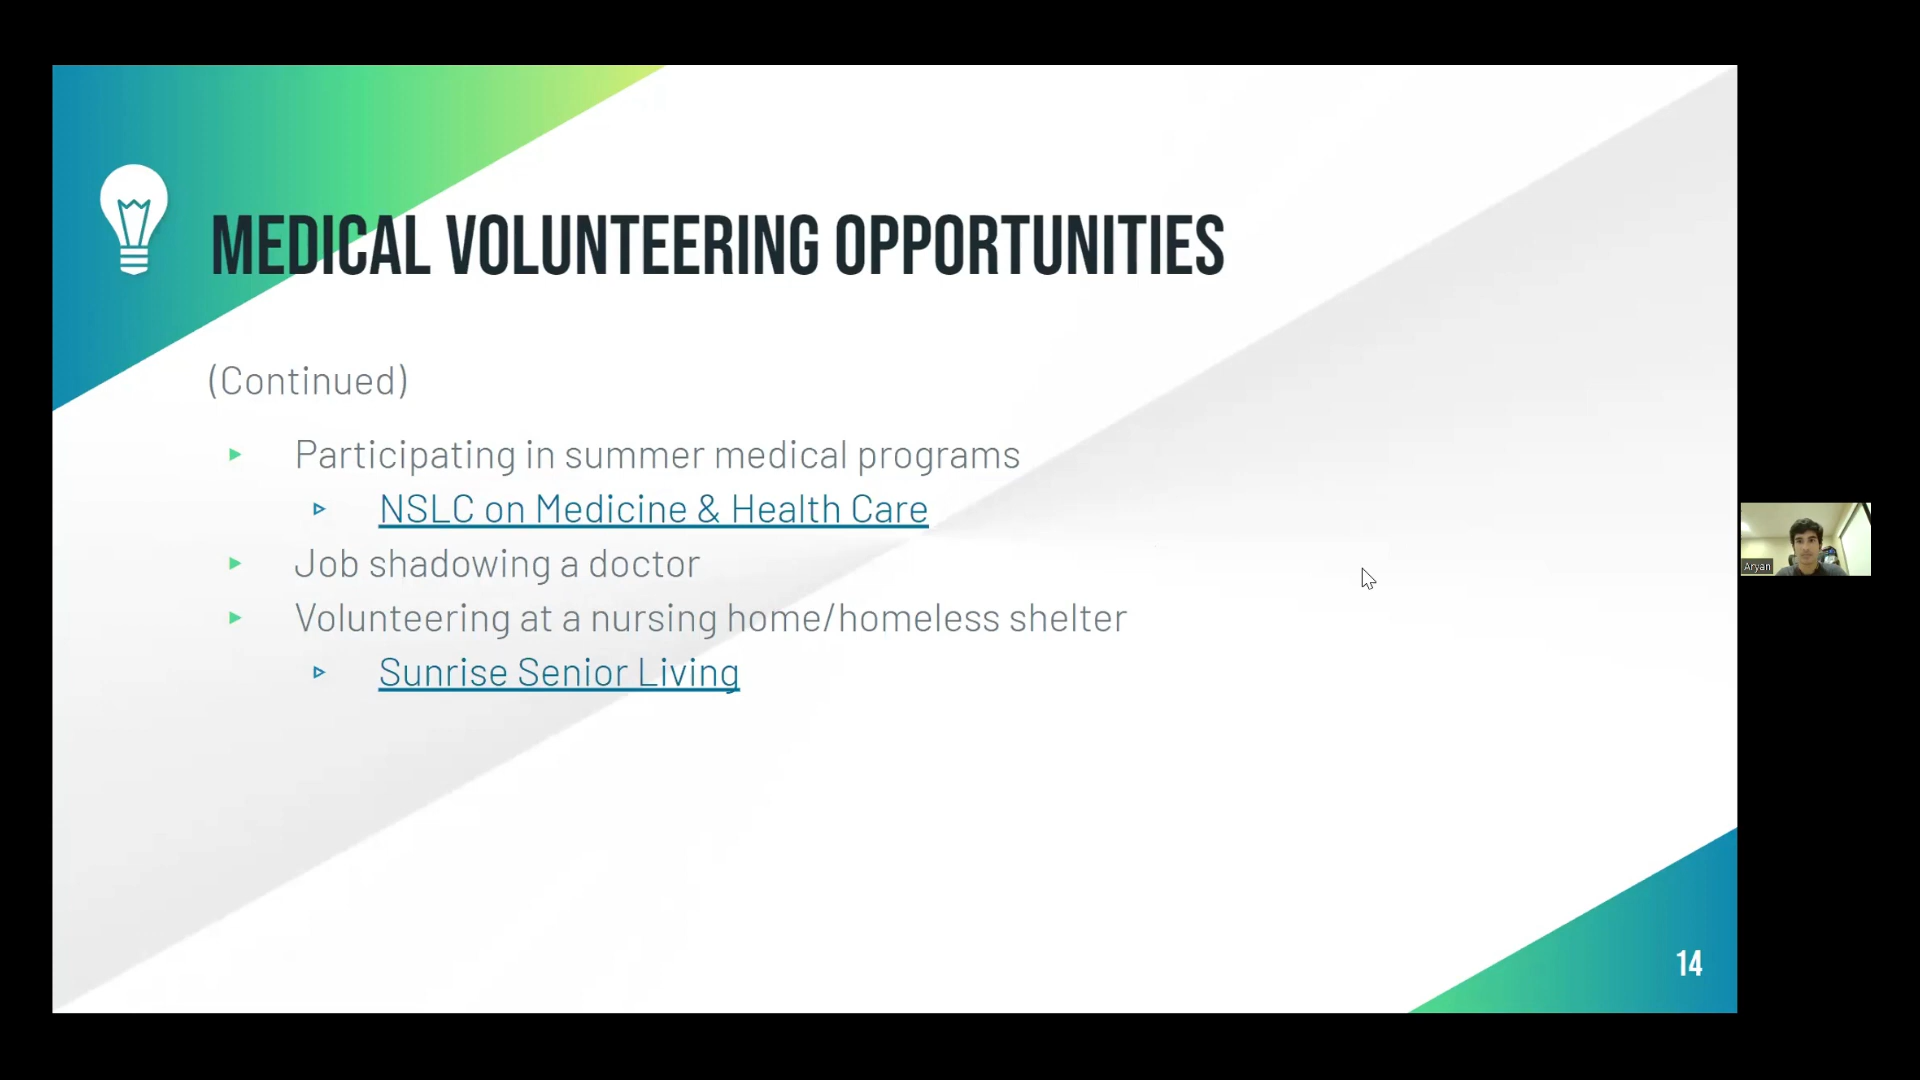 MEDICAL VOLUNTEERING OPPORTUNITIES
(Continued)
Participating in summer medical programs
NSLC on Medicine & Health Care
Job shadowing a doctor
Volunteering at a nursing home/homeless shelter
Sunrise Senior Living
Aryan
14